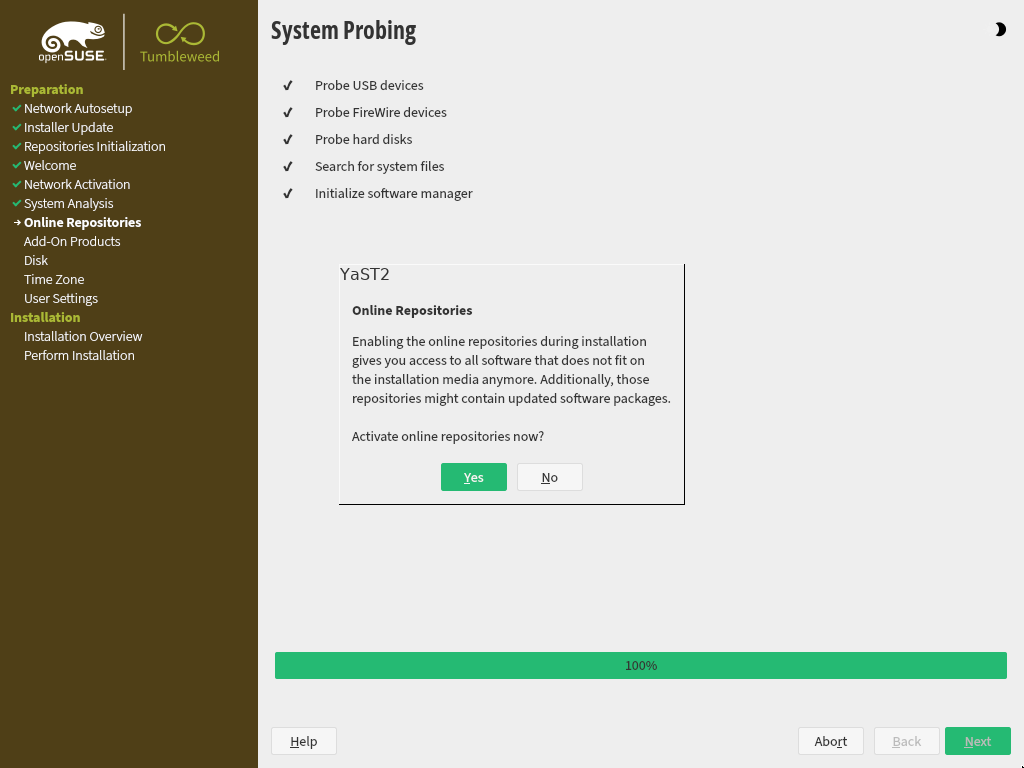 openSUSE
Tumbleweed
Preparation
Network Autosetup
Installer Update
Repositories Initialization
Welcome
Network Activation
System Analysis
Online Repositories
Add-On Products
Disk
Time Zone
User Settings
Installation
Installation Overview
Perform Installation
System Probing
Probe USB devices
Probe FireWire devices
Probe hard disks
Search for system files
Initialize software manager
YaST2
Online Repositories
Enabling the online repositories during installation
gives you access to all software that does not fit on
the installation media anymore. Additionally, those
repositories might contain updated software packages.
Activate online repositories now?
Yes No
100%
Help Abort Back Next